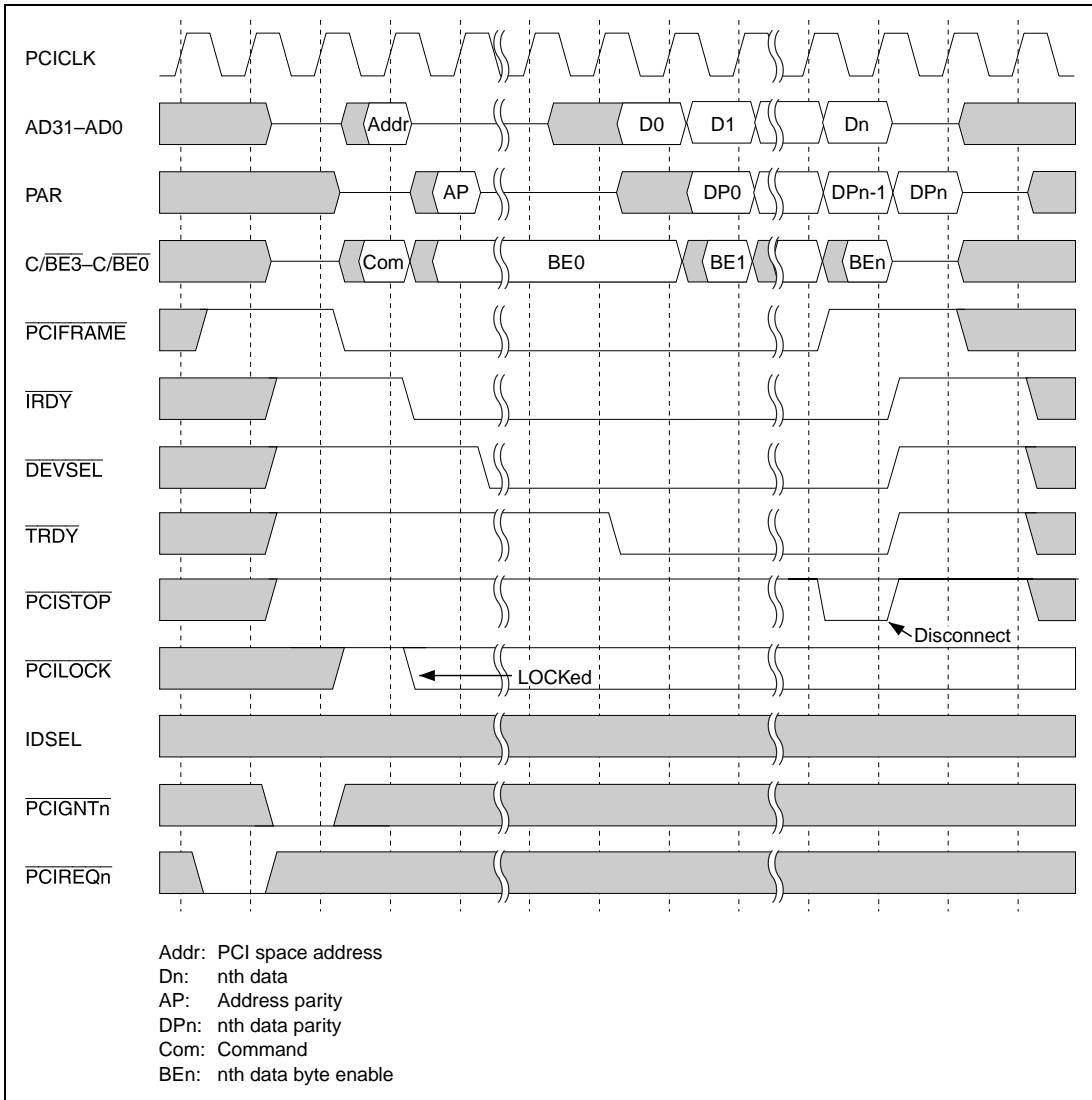 PCICLK
AD31–AD0 Addr D0 D1 Dn
PAR AP DP0 DPn-1 DPn
C/BE3–C/BE0 Com BE0 BE1 BEn
PCIFRAME
IRDY
DEVSEL
TRDY
PCISTOP
Disconnect
PCILOCK
LOCKed
IDSEL
PCIGNTn
PCIREQn
Addr: PCI space address
Dn: nth data
AP: Address parity
DPn: nth data parity
Com: Command
BEn: nth data byte enable